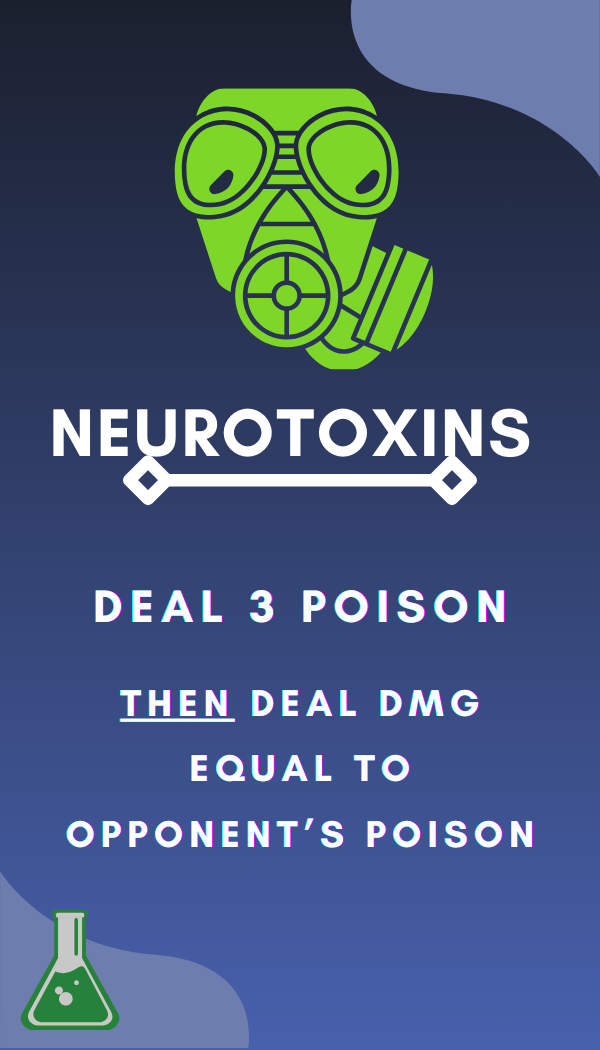 NEUROTOXINS
DEAL 3 POISON
THEN DEAL DMG
EQUAL TO
OPPONENT’S POISON